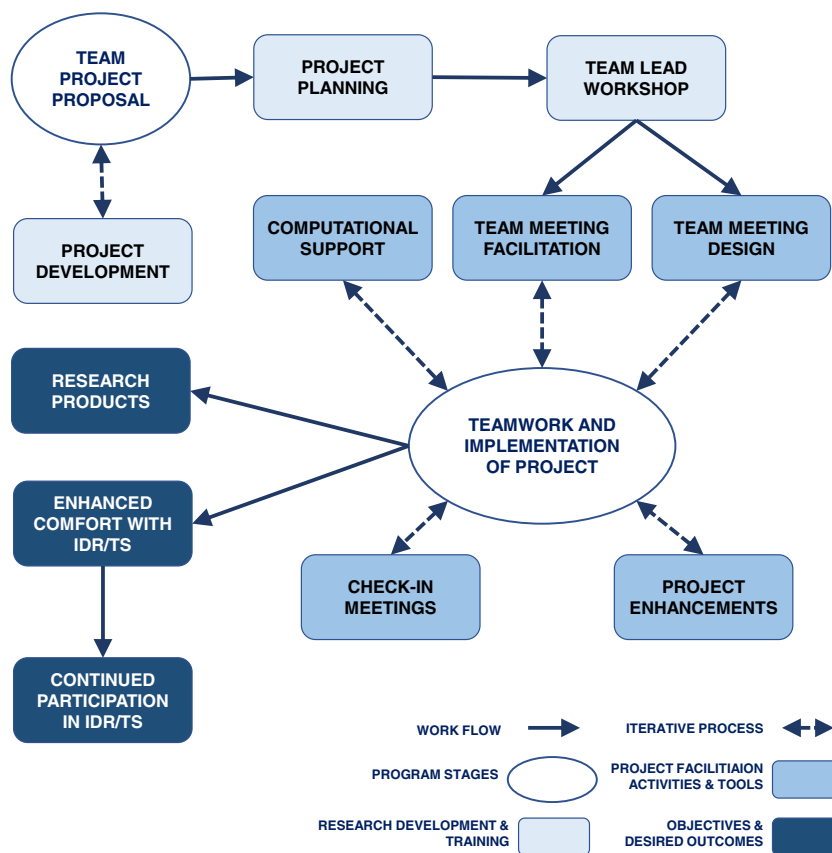 TEAM
PROJECT
PROPOSAL
PROJECT
PLANNING
TEAM LEAD
WORKSHOP
PROJECT
DEVELOPMENT
COMPUTATIONAL
SUPPORT
TEAM MEETING
FACILITATION
TEAM MEETING
DESIGN
RESEARCH
PRODUCTS
TEAMWORK AND
IMPLEMENTATION
OF PROJECT
ENHANCED
COMFORT WITH
IDR/TS
CHECK-IN
MEETINGS
PROJECT
ENHANCEMENTS
CONTINUED
PARTICIPATION
IN IDR/TS
WORK FLOW
ITERATIVE PROCESS
PROGRAM STAGES
PROJECT FACILITIAION
ACTIVITIES & TOOLS
RESEARCH DEVELOPMENT &
TRAINING
OBJECTIVES &
DESIRED OUTCOMES